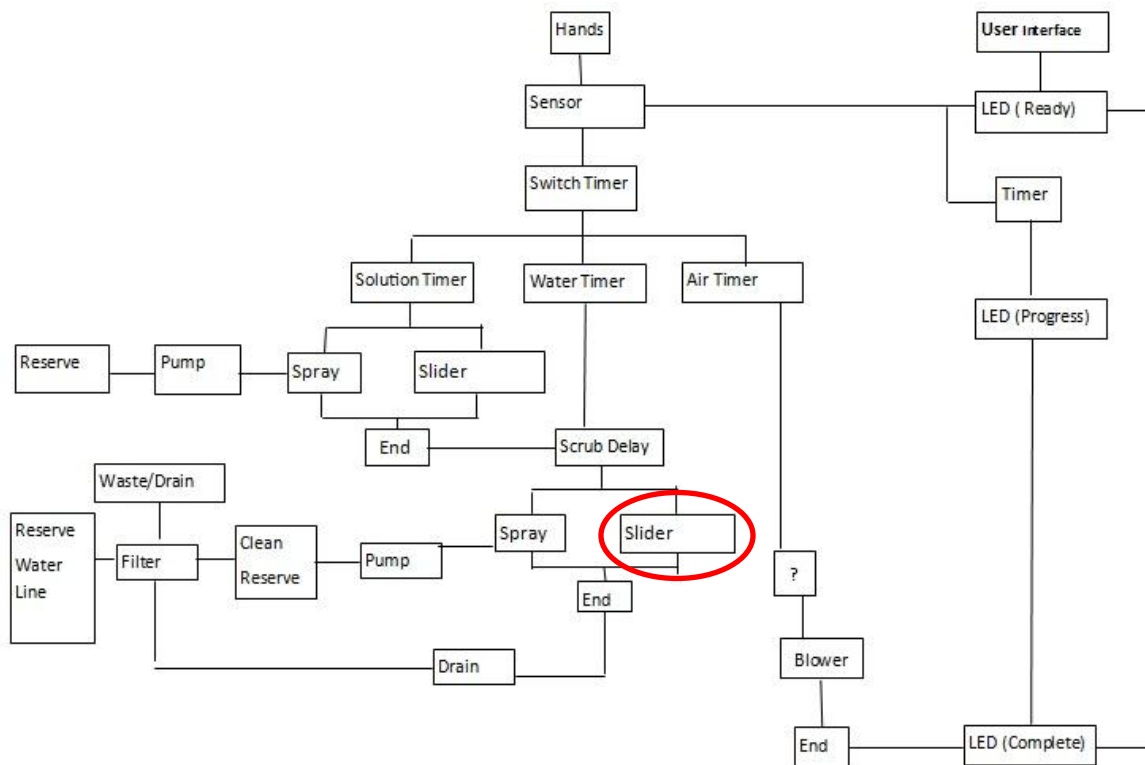 Hands
User Interface
Sensor
LED ( Ready)
Switch Timer
Timer
Solution Timer
Water Timer
Air Timer
LED (Progress)
Reserve
Pump
Spray
Slider
End
Scrub Delay
Waste/Drain
Reserve
Water
Line
Filter
Clean
Reserve
Pump
Spray
Slider
?
End
Drain
Blower
End
LED (Complete)